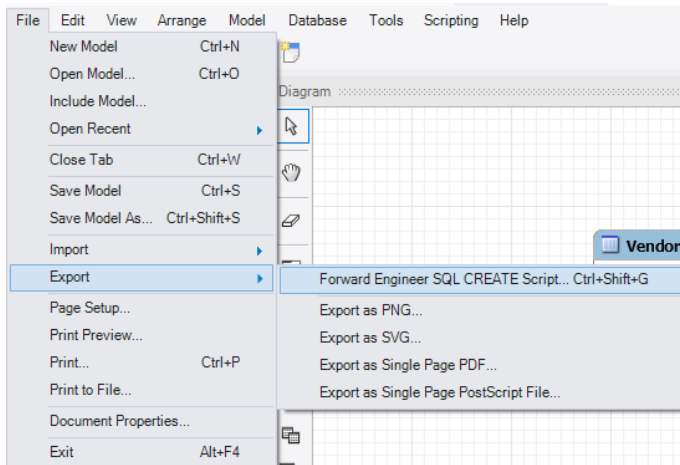 File Edit View Arrange Model Database Tools Scripting Help
New Model Ctrl+N
Open Model... Ctrl+O
Include Model...
Open Recent
Close Tab Ctrl+W
Save Model Ctrl+S
Save Model As... Ctrl+Shift+S
Import
Export
Page Setup...
Print Preview...
Print... Ctrl+P
Print to File...
Document Properties...
Exit Alt+F4
Diagram
Vendor
Forward Engineer SQL CREATE Script... Ctrl+Shift+G
Export as PNG...
Export as SVG...
Export as Single Page PDF...
Export as Single Page PostScript File...